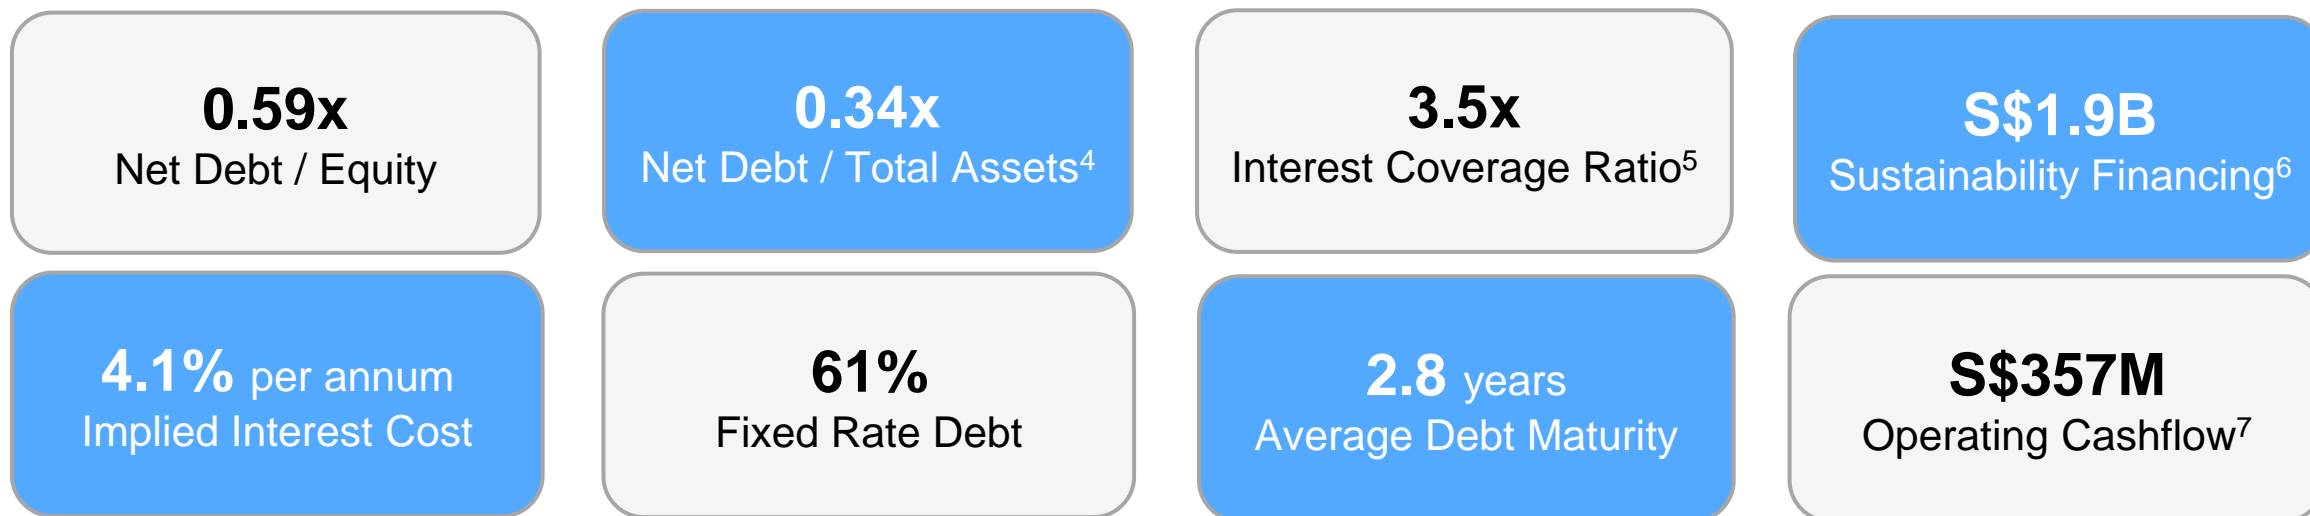 0.59x
Net Debt / Equity
0.34x
Net Debt / Total Assets⁴
3.5x
Interest Coverage Ratio⁵
S$1.9B
Sustainability Financing⁶
4.1% per annum
Implied Interest Cost
61%
Fixed Rate Debt
2.8 years
Average Debt Maturity
S$357M
Operating Cashflow⁷